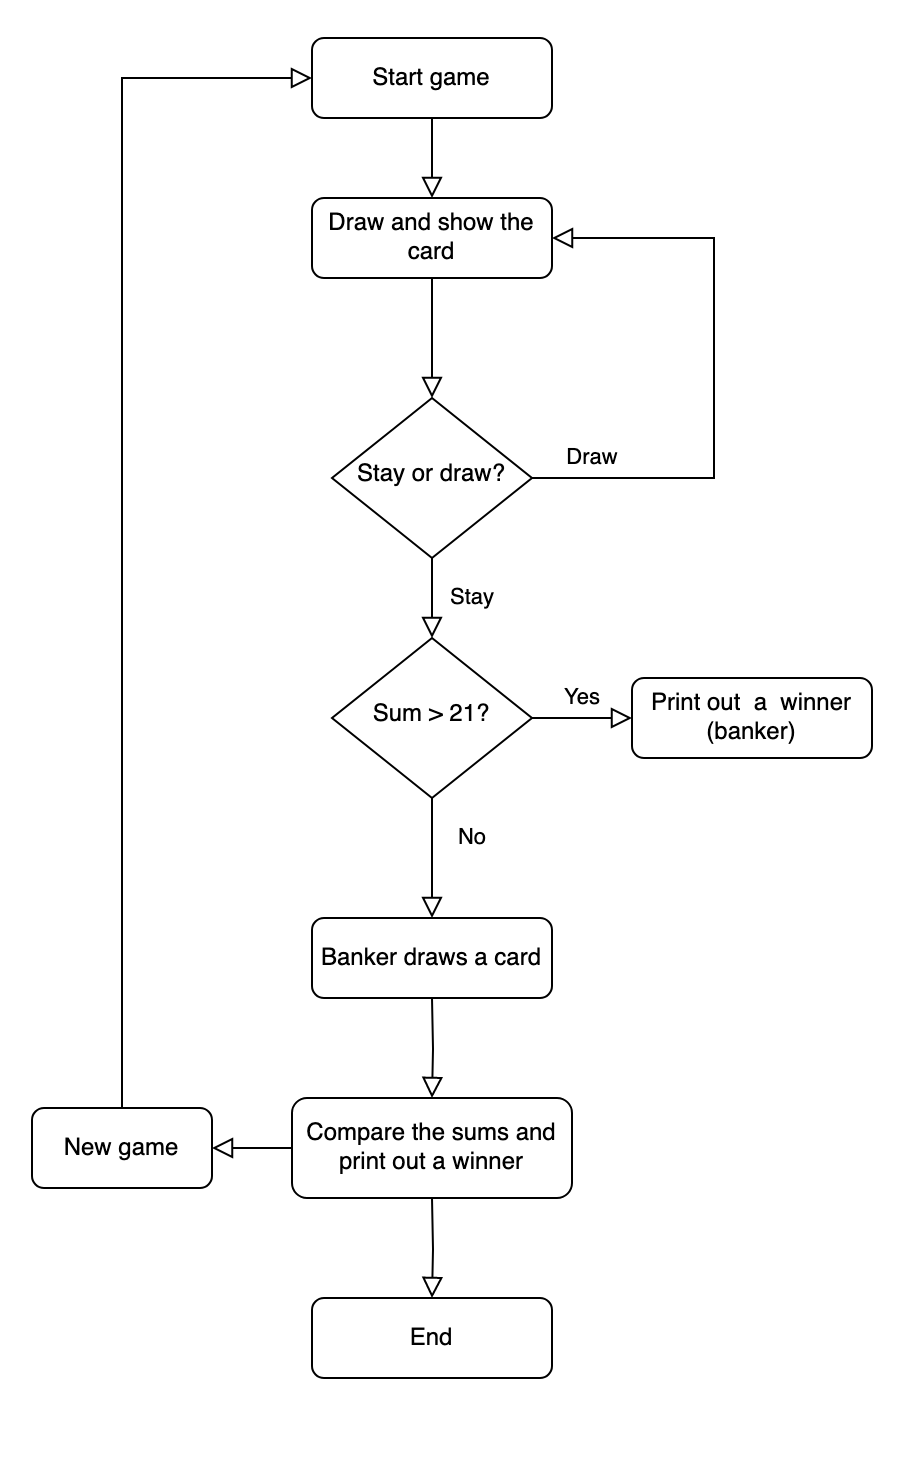 Start game
Draw and show the
card
Stay or draw?
Draw
Stay
Sum > 21?
Yes
Print out a winner
(banker)
No
Banker draws a card
Compare the sums and
print out a winner
New game
End